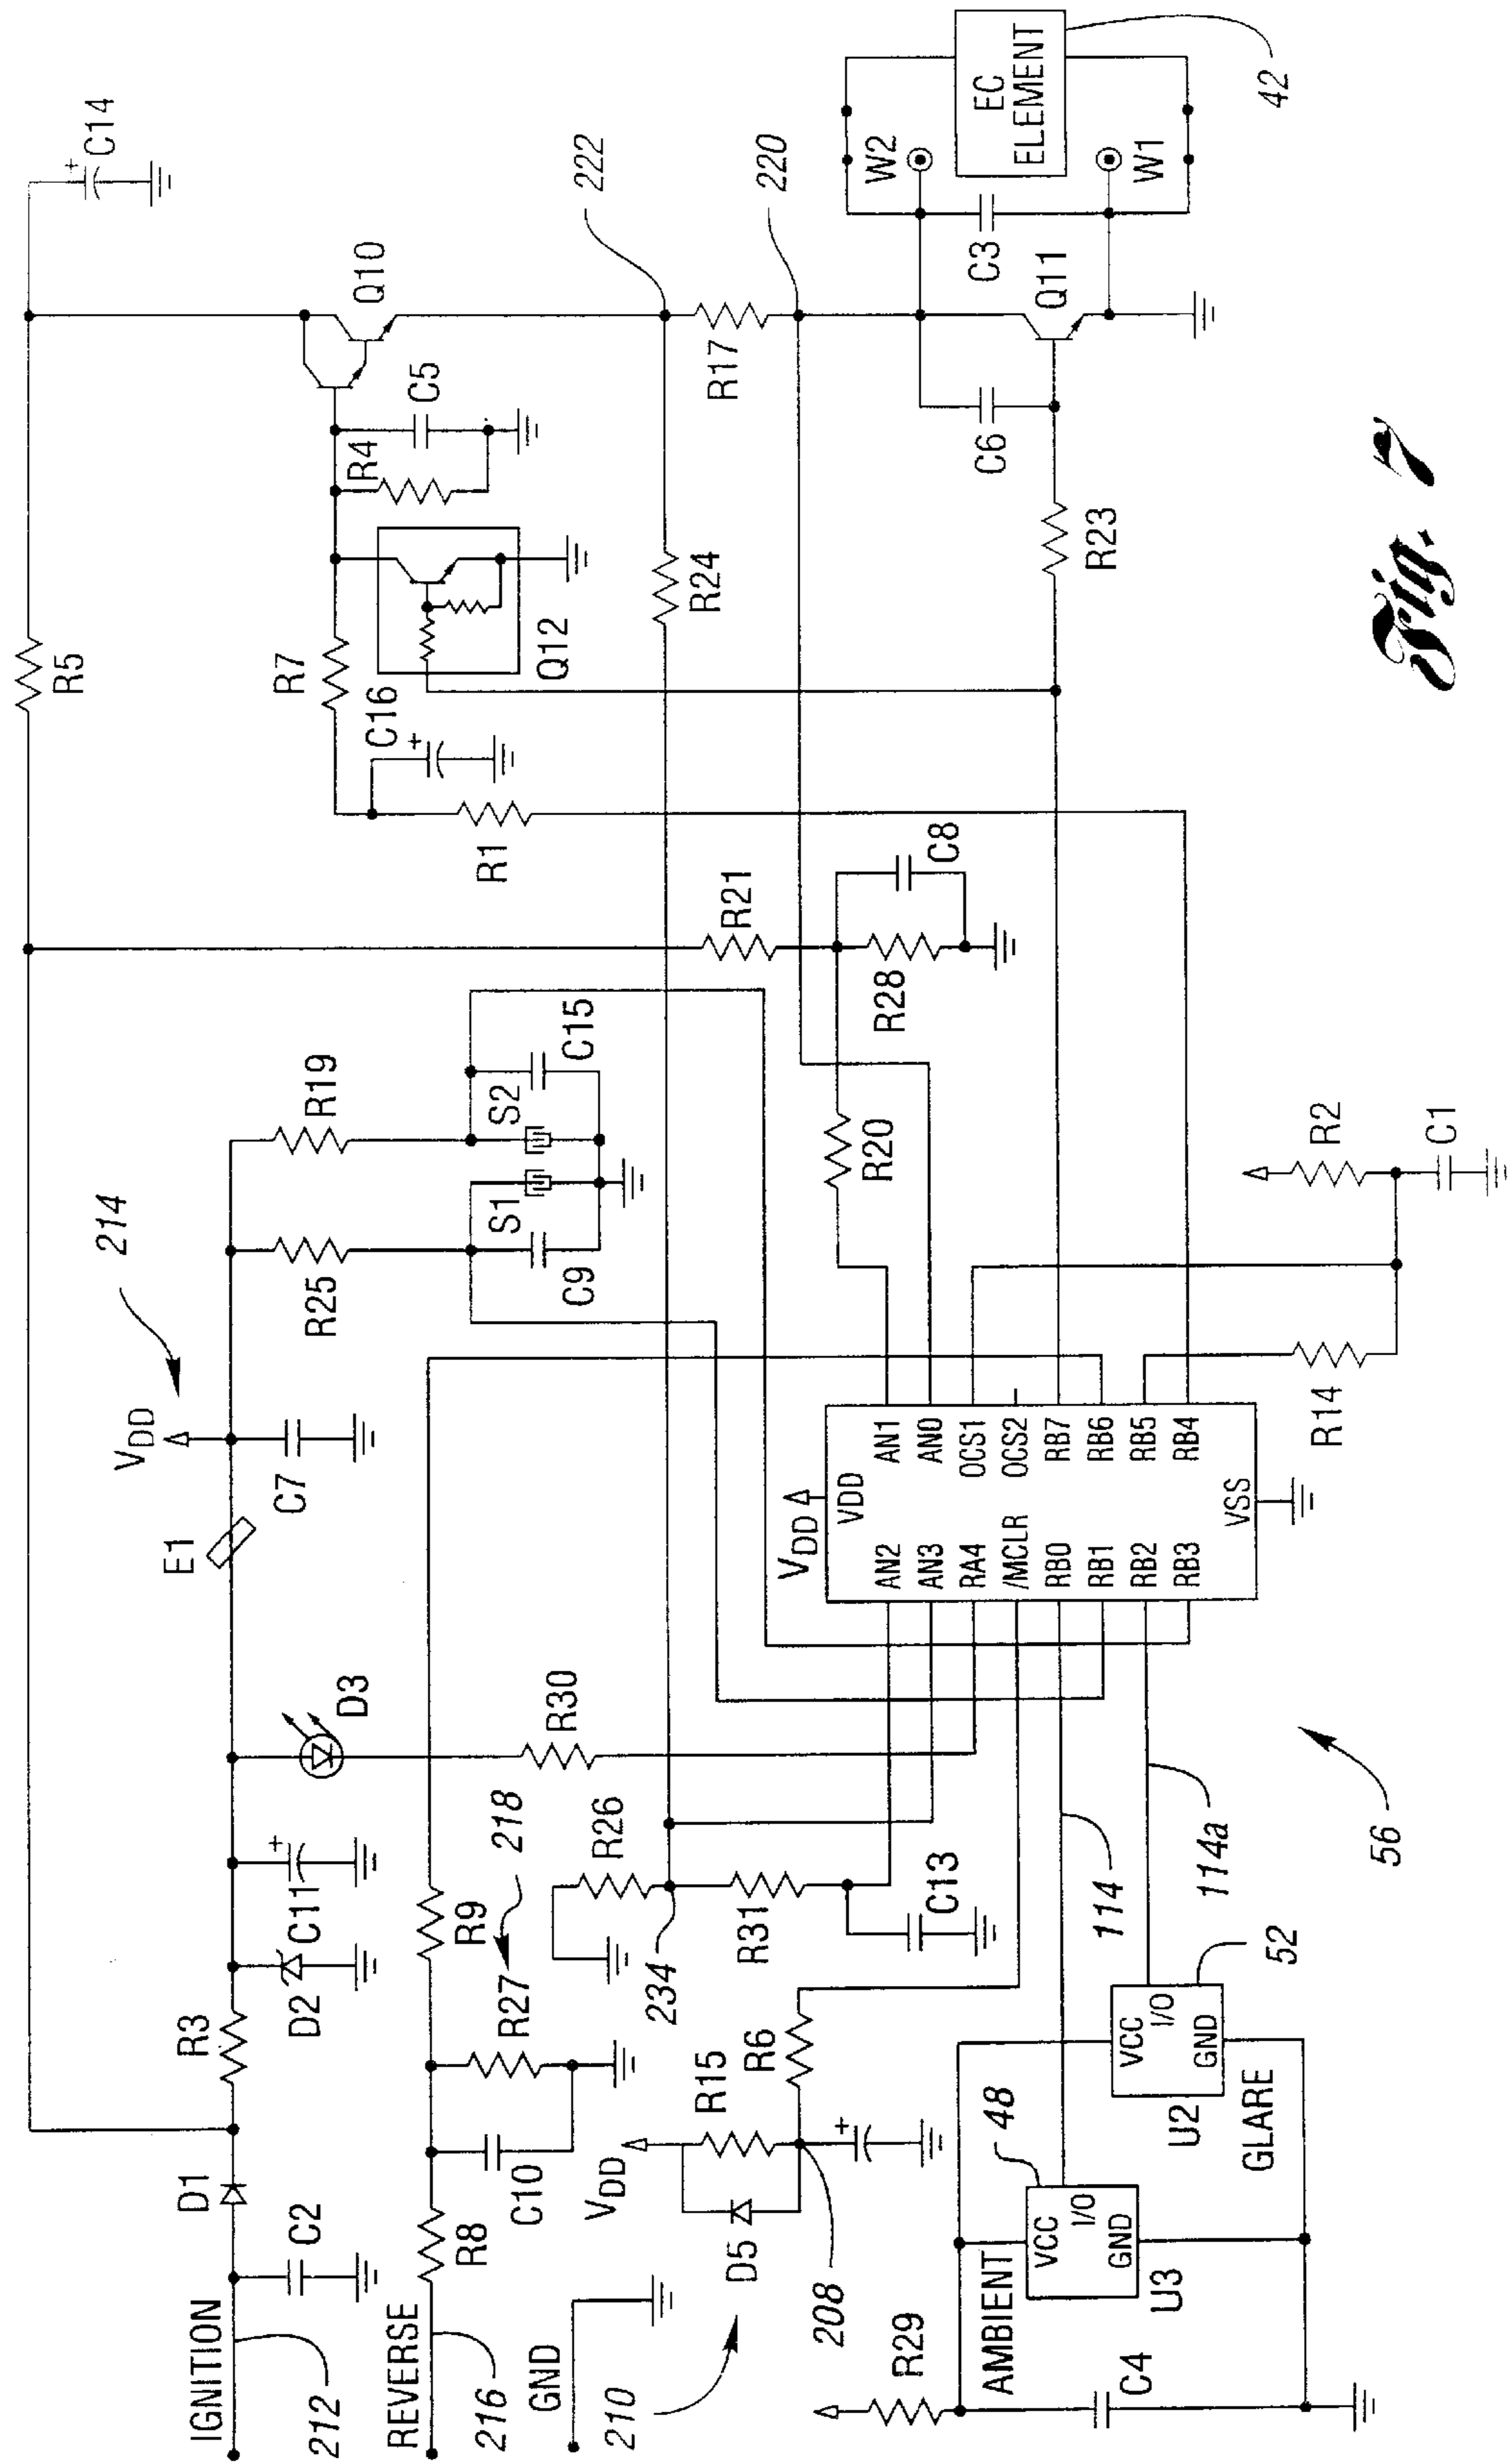 IGNITION
212
C2
D1
R3
D2
C11
D3
E1
C7
VDD
214
R25
R19
C9
S1
S2
C15
R5
C14
REVERSE
216
R8
C10
R27
218
R9
R30
R7
C16
R1
Q12
R4
C5
Q10
GND
210
VDD
D5
R15
208
R6
R26
234
R31
C13
R24
222
R17
220
R21
R28
C8
R20
R23
C6
Q11
C3
W2
W1
EC
ELEMENT
42
R29
AMBIENT
C4
48
VCC
I/O
GND
U3
VCC
I/O
GND
U2
GLARE
52
114
114a
56
VDD
VDD
AN2
AN3
RA4
/MCLR
RB0
RB1
RB2
RB3
AN1
AN0
OCS1
OCS2
RB7
RB6
RB5
RB4
VSS
R14
R2
C1
Fig. 7